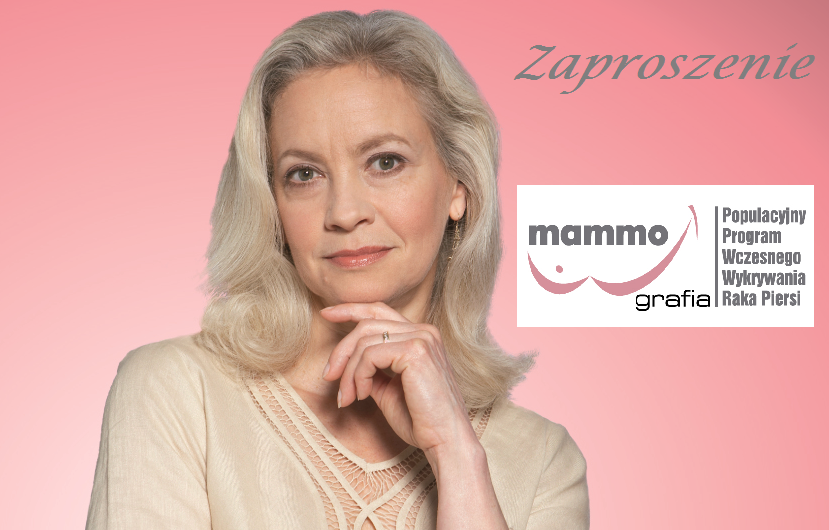 Zaproszenie
mammo
grafia
Populacyjny
Program
Wczesnego
Wykrywania
Raka Piersi